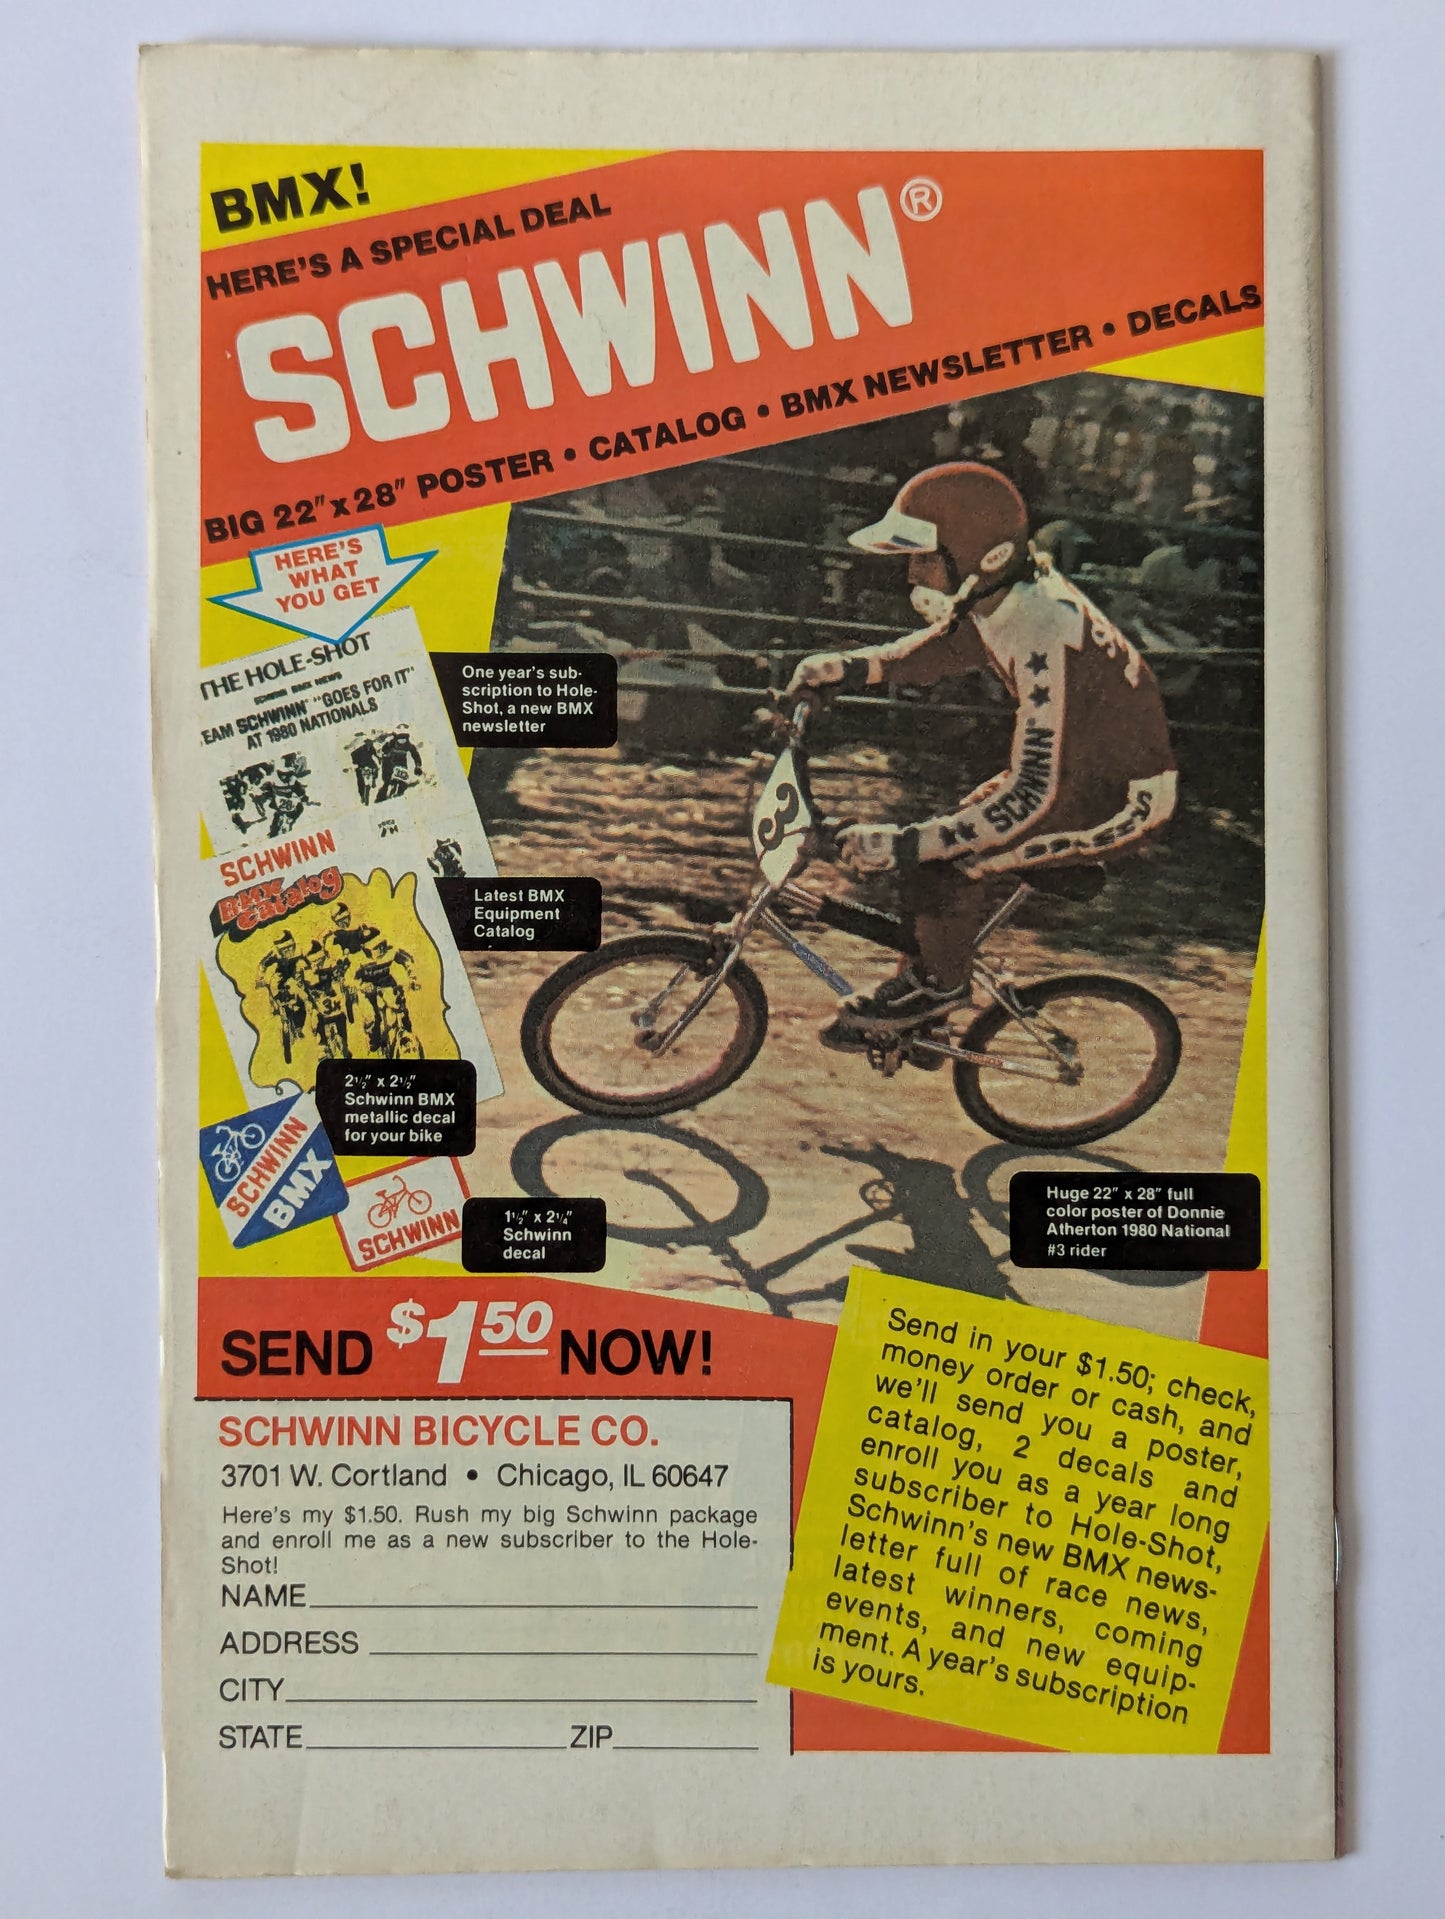 BMX!
HERE'S A SPECIAL DEAL
SCHWINN®
BIG 22" x 28" POSTER • CATALOG • BMX NEWSLETTER • DECALS
HERE'S
WHAT
YOU GET
THE HOLE-SHOT
SCHWINN BMX NEWS
EAM SCHWINN "GOES FOR IT"
AT 1980 NATIONALS
One year's sub-
scription to Hole-
Shot, a new BMX
newsletter
SCHWINN
BMX
Catalog
Latest BMX
Equipment
Catalog
3
SCHWINN
2½" x 2½"
Schwinn BMX
metallic decal
for your bike
SCHWINN
BMX
SCHWINN
1½" x 2¼"
Schwinn
decal
Huge 22" x 28" full
color poster of Donnie
Atherton 1980 National
#3 rider
SEND $1.50 NOW!
SCHWINN BICYCLE CO.
3701 W. Cortland • Chicago, IL 60647
Here's my $1.50. Rush my big Schwinn package
and enroll me as a new subscriber to the Hole-
Shot!
NAME
ADDRESS
CITY
STATE ZIP
Send in your $1.50; check,
money order or cash, and
we'll send you a poster,
catalog, 2 decals and
enroll you as a year long
subscriber to Hole-Shot,
Schwinn's new BMX news-
letter full of race news,
latest winners, coming
events, and new equip-
ment. A year's subscription
is yours.